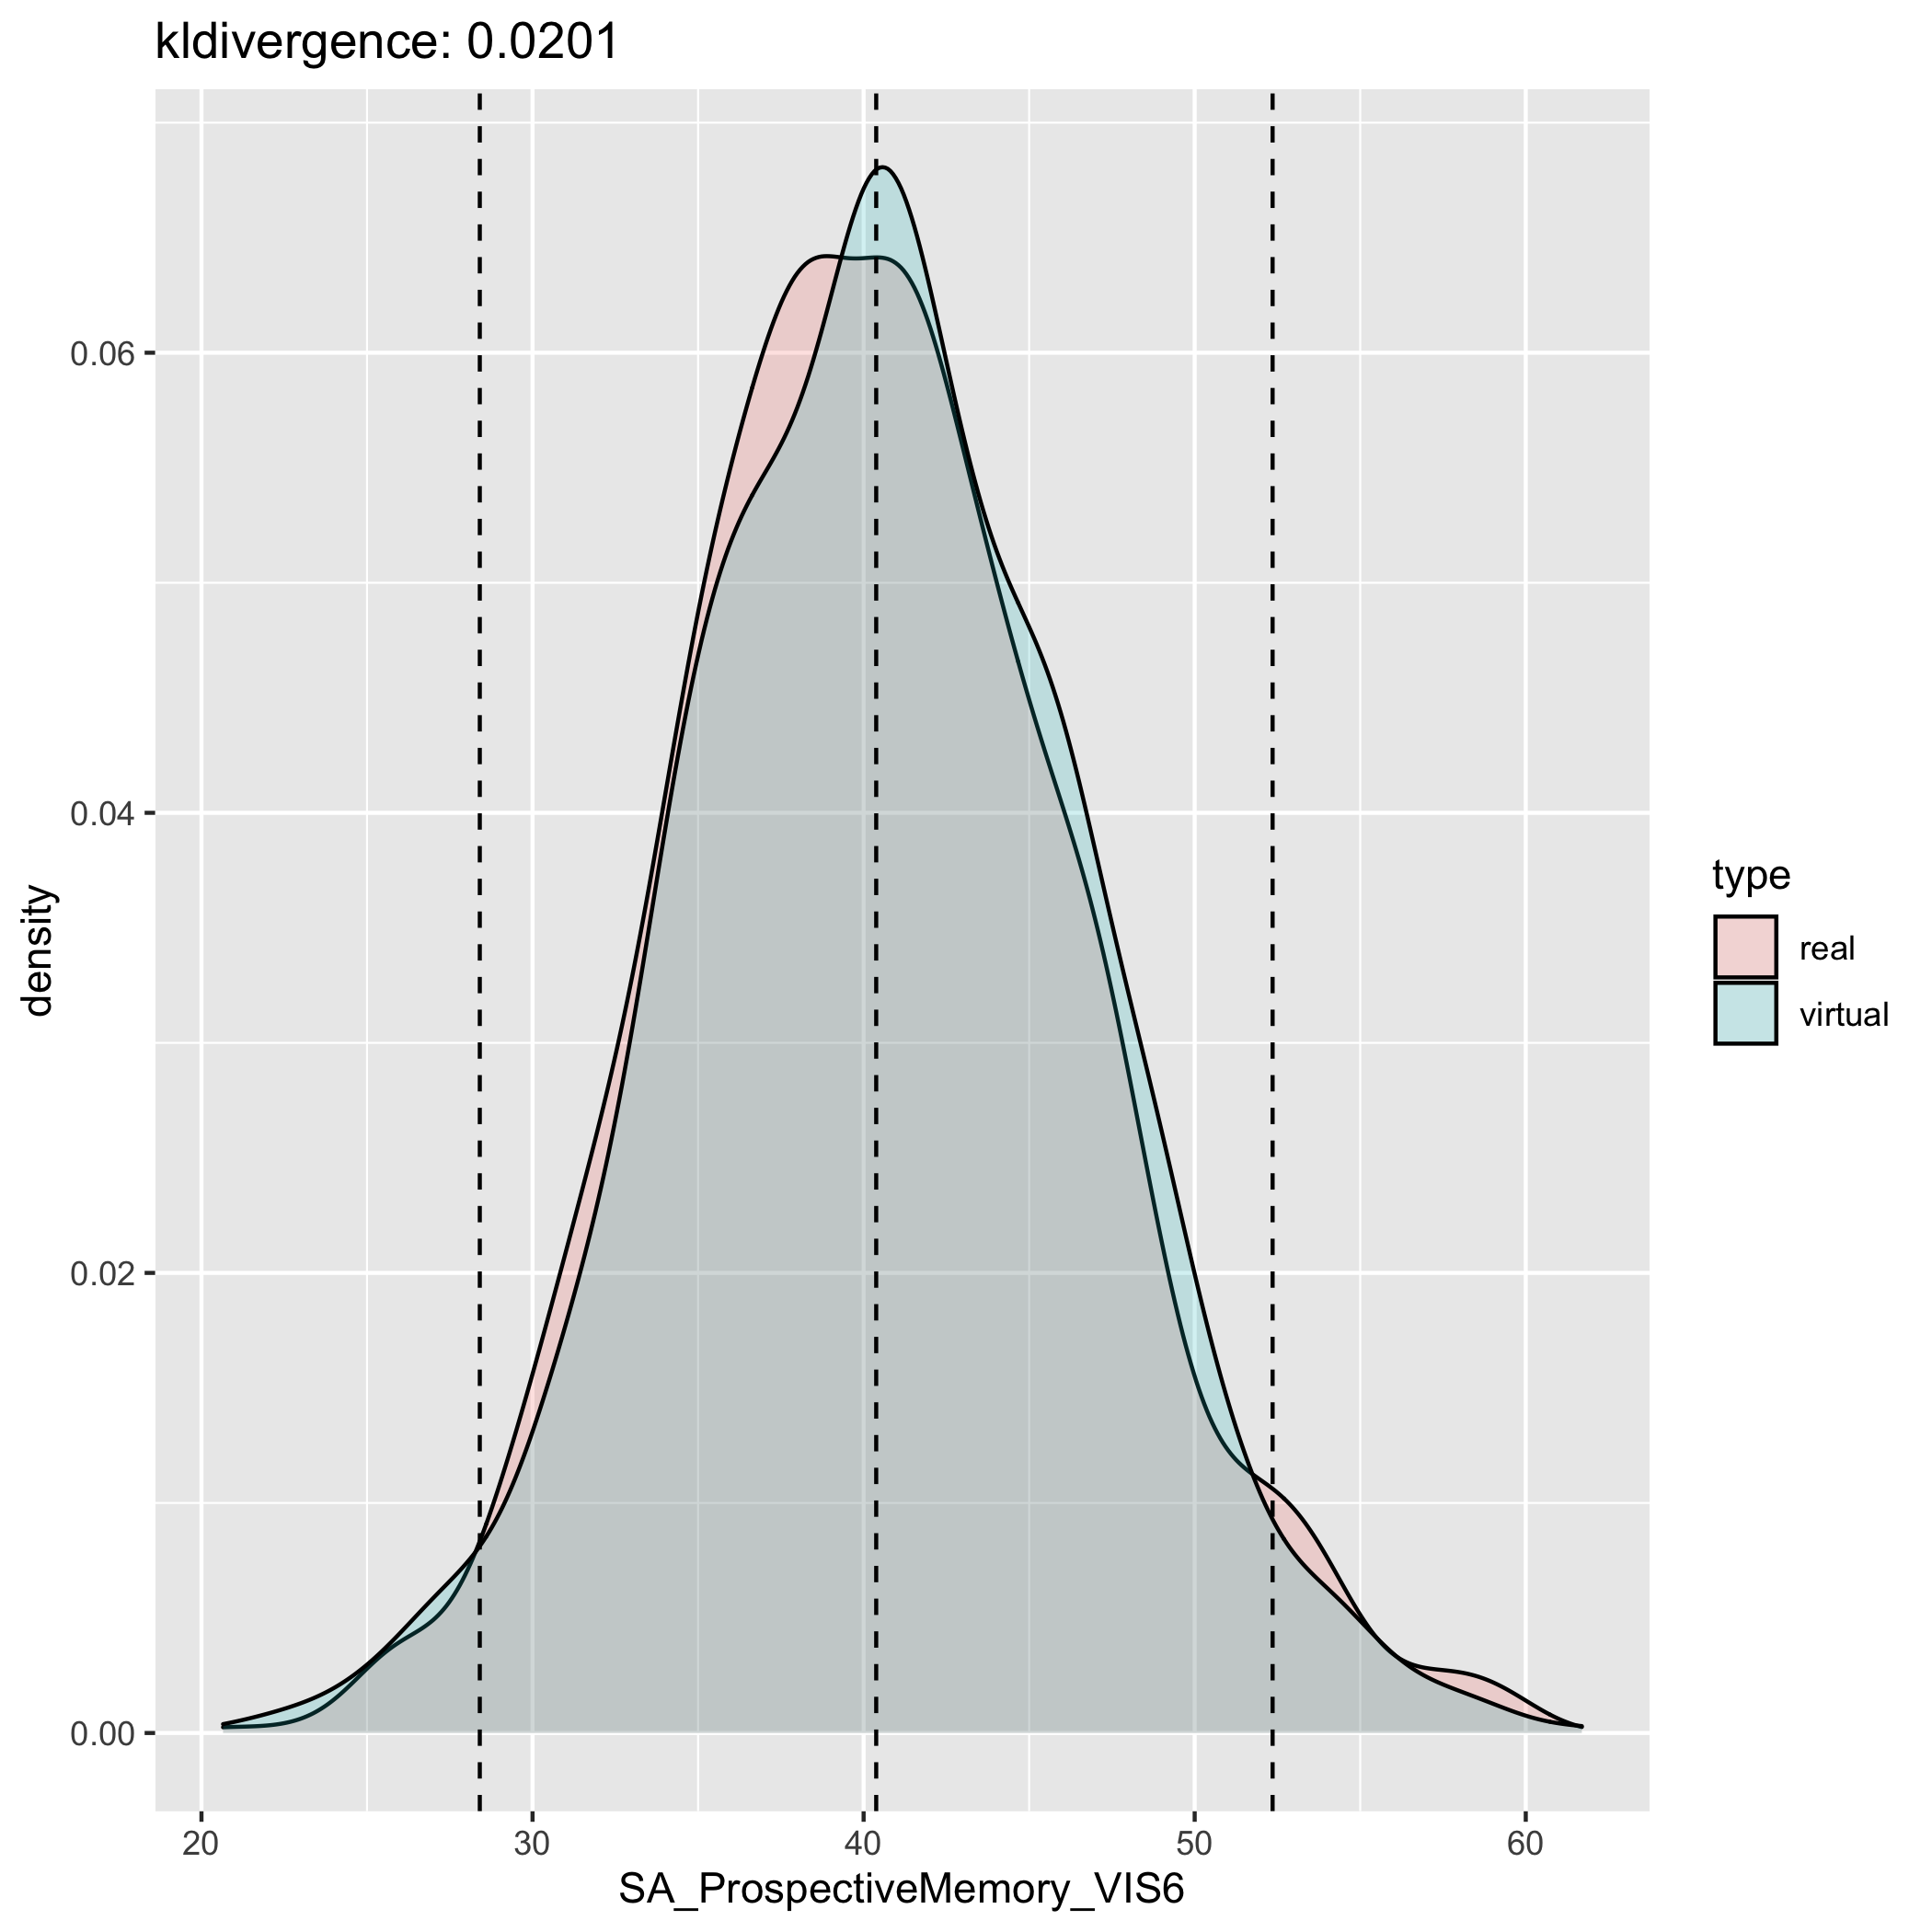 kldivergence: 0.0201
0.06
0.04
0.02
0.00
density
20 30 40 50 60
SA_ProspectiveMemory_VIS6
type
real
virtual